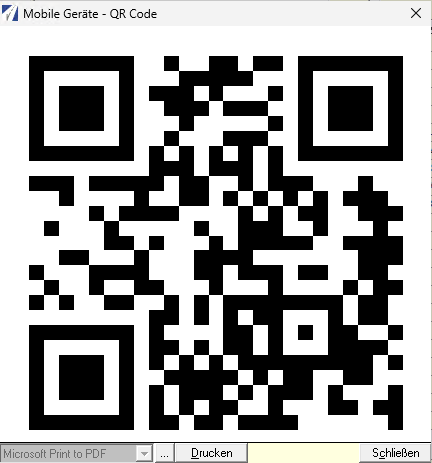 Mobile Geräte - QR Code
Microsoft Print to PDF
...
Drucken
Schließen